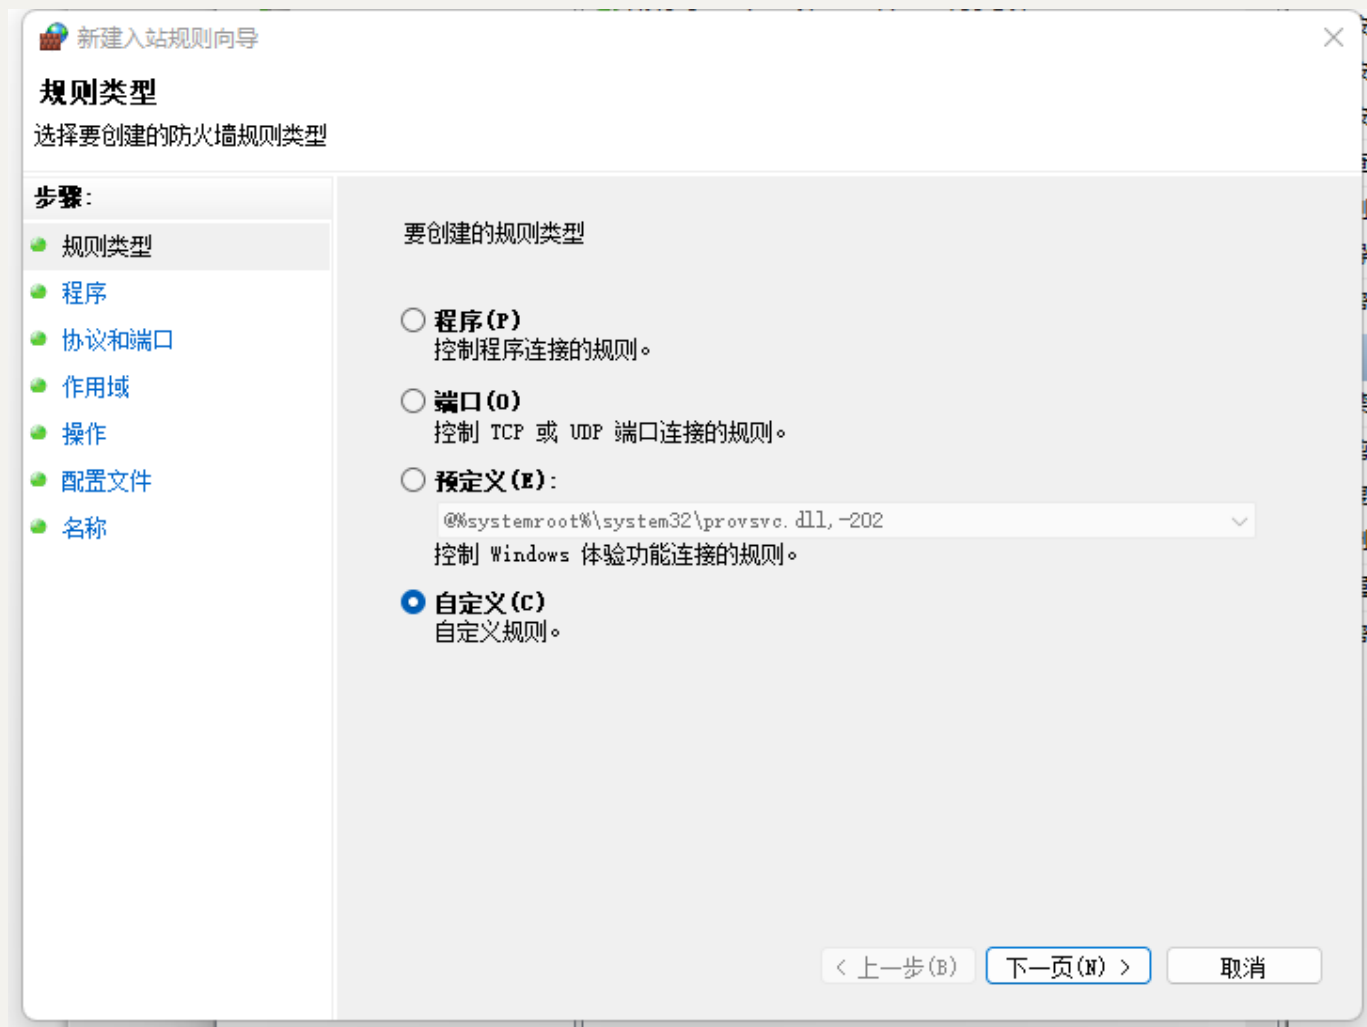 新建入站规则向导
规则类型
选择要创建的防火墙规则类型
步骤:
规则类型
程序
协议和端口
作用域
操作
配置文件
名称
要创建的规则类型
程序(P)
控制程序连接的规则。
端口(O)
控制 TCP 或 UDP 端口连接的规则。
预定义(E):
@%systemroot%\system32\provsvc.dll,-202
控制 Windows 体验功能连接的规则。
自定义(C)
自定义规则。
< 上一步(B)
下一页(N) >
取消